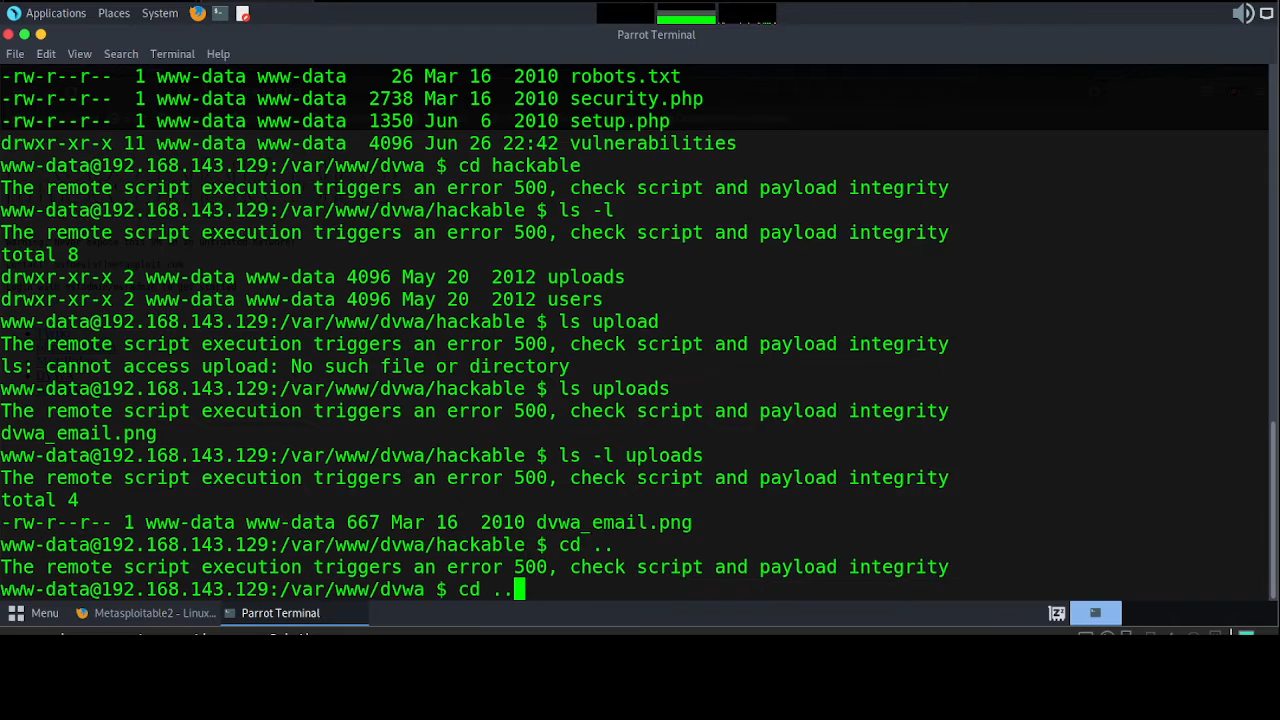 Applications Places System
Parrot Terminal
File Edit View Search Terminal Help
-rw-r--r-- 1 www-data www-data 26 Mar 16 2010 robots.txt
-rw-r--r-- 1 www-data www-data 2738 Mar 16 2010 security.php
-rw-r--r-- 1 www-data www-data 1350 Jun 6 2010 setup.php
drwxr-xr-x 11 www-data www-data 4096 Jun 26 22:42 vulnerabilities
www-data@192.168.143.129:/var/www/dvwa $ cd hackable
The remote script execution triggers an error 500, check script and payload integrity
www-data@192.168.143.129:/var/www/dvwa/hackable $ ls -l
The remote script execution triggers an error 500, check script and payload integrity
total 8
drwxr-xr-x 2 www-data www-data 4096 May 20 2012 uploads
drwxr-xr-x 2 www-data www-data 4096 May 20 2012 users
www-data@192.168.143.129:/var/www/dvwa/hackable $ ls upload
The remote script execution triggers an error 500, check script and payload integrity
ls: cannot access upload: No such file or directory
www-data@192.168.143.129:/var/www/dvwa/hackable $ ls uploads
The remote script execution triggers an error 500, check script and payload integrity
dvwa_email.png
www-data@192.168.143.129:/var/www/dvwa/hackable $ ls -l uploads
The remote script execution triggers an error 500, check script and payload integrity
total 4
-rw-r--r-- 1 www-data www-data 667 Mar 16 2010 dvwa_email.png
www-data@192.168.143.129:/var/www/dvwa/hackable $ cd ..
The remote script execution triggers an error 500, check script and payload integrity
www-data@192.168.143.129:/var/www/dvwa $ cd ..
Menu Metasploitable2 - Linux... Parrot Terminal